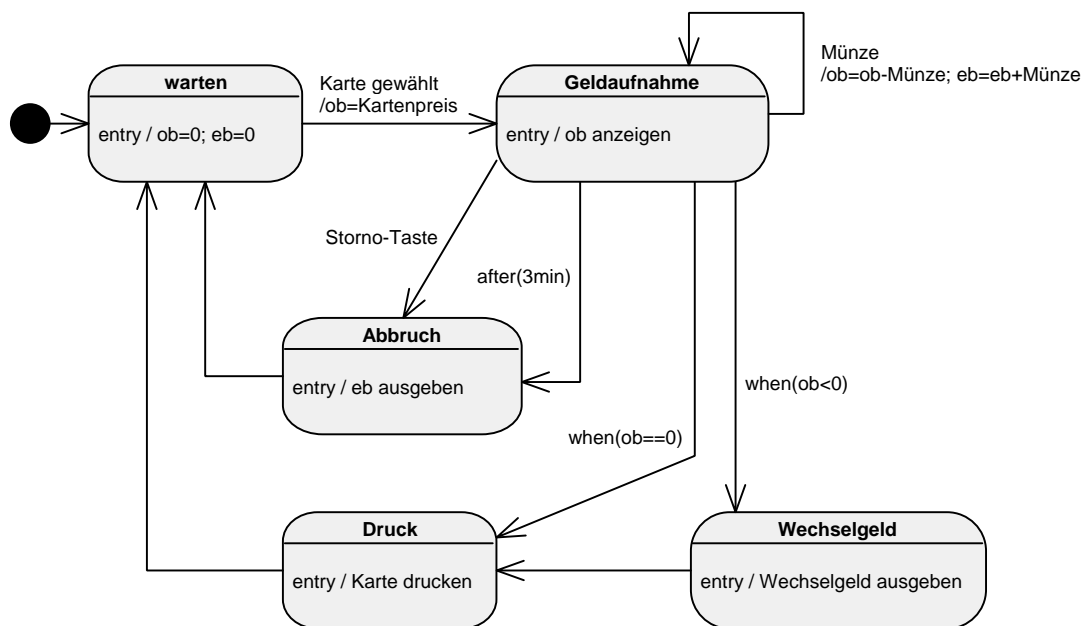 Münze
/ob=ob-Münze; eb=eb+Münze
warten
Karte gewählt
/ob=Kartenpreis
Geldaufnahme
entry / ob=0; eb=0
entry / ob anzeigen
Storno-Taste
after(3min)
Abbruch
entry / eb ausgeben
when(ob<0)
when(ob==0)
Druck
Wechselgeld
entry / Karte drucken
entry / Wechselgeld ausgeben